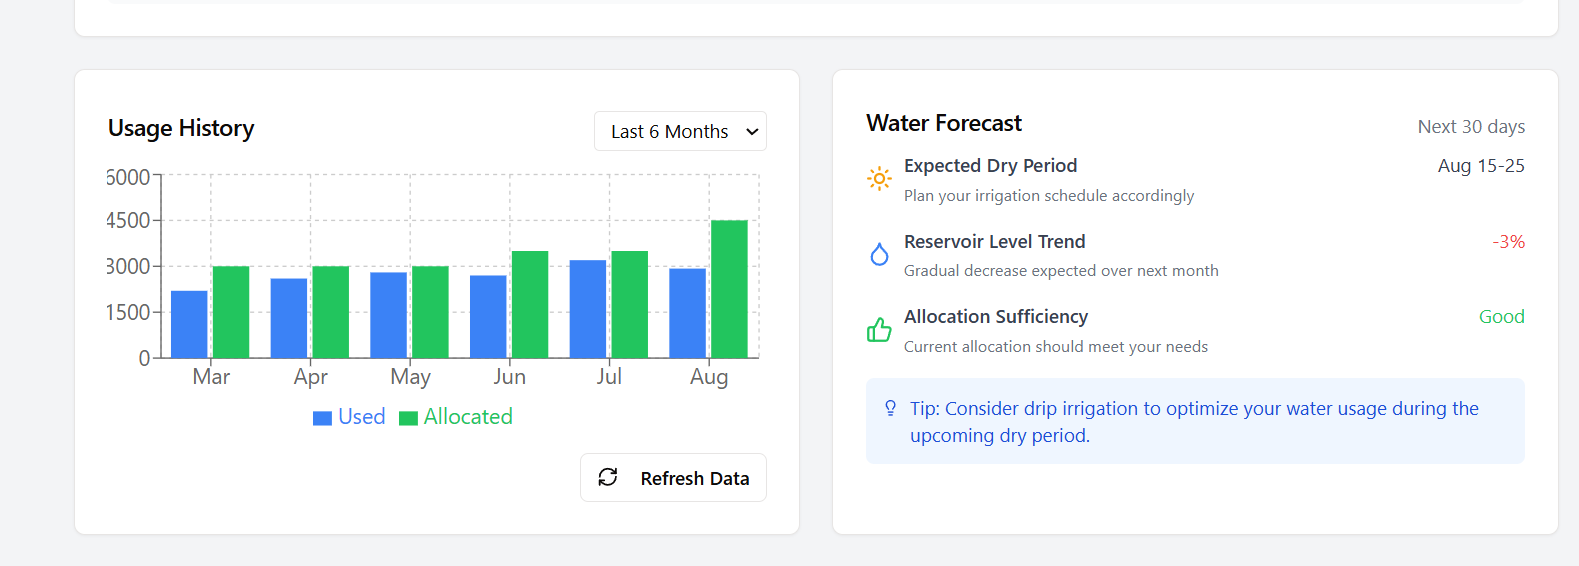 Usage History
Last 6 Months
6000
4500
3000
1500
0
Mar Apr May Jun Jul Aug
Used Allocated
Refresh Data
Water Forecast
Next 30 days
Expected Dry Period
Aug 15-25
Plan your irrigation schedule accordingly
Reservoir Level Trend
-3%
Gradual decrease expected over next month
Allocation Sufficiency
Good
Current allocation should meet your needs
Tip: Consider drip irrigation to optimize your water usage during the
upcoming dry period.